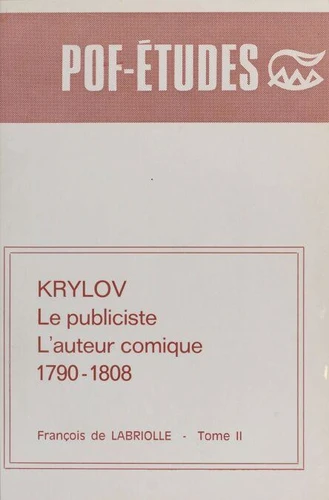 POF-ÉTUDES
KRYLOV
Le publiciste
L'auteur comique
1790-1808
François de LABRIOLLE - Tome II